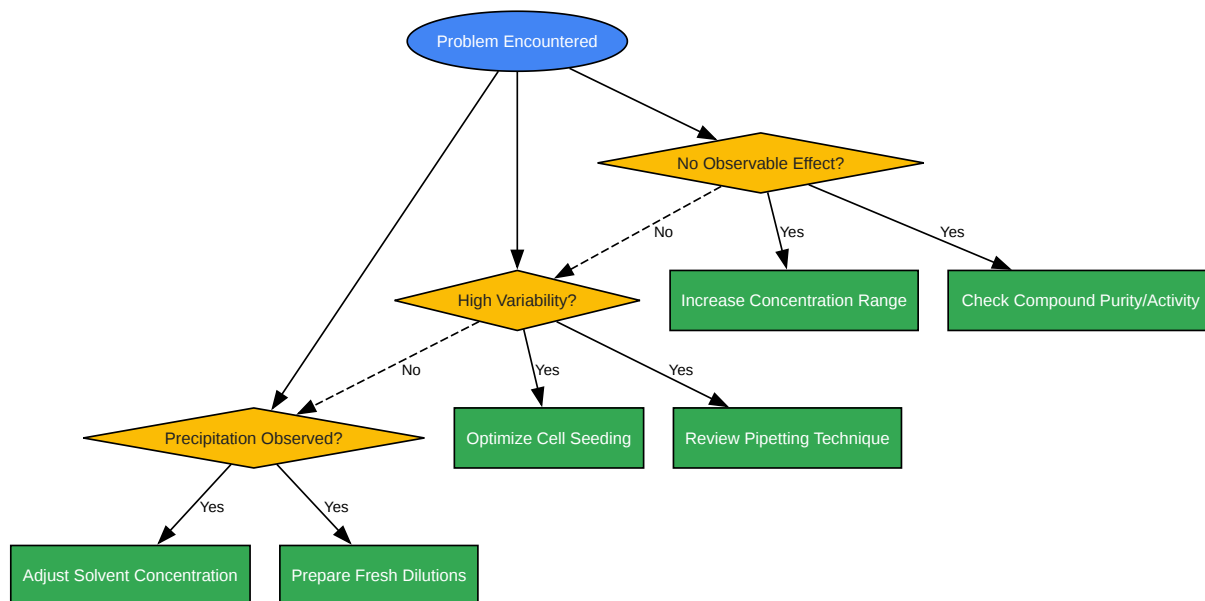 Problem Encountered
No Observable Effect?
No
Yes
Yes
High Variability?
Increase Concentration Range
Check Compound Purity/Activity
No
Yes
Yes
Precipitation Observed?
Optimize Cell Seeding
Review Pipetting Technique
Yes
Yes
Adjust Solvent Concentration
Prepare Fresh Dilutions